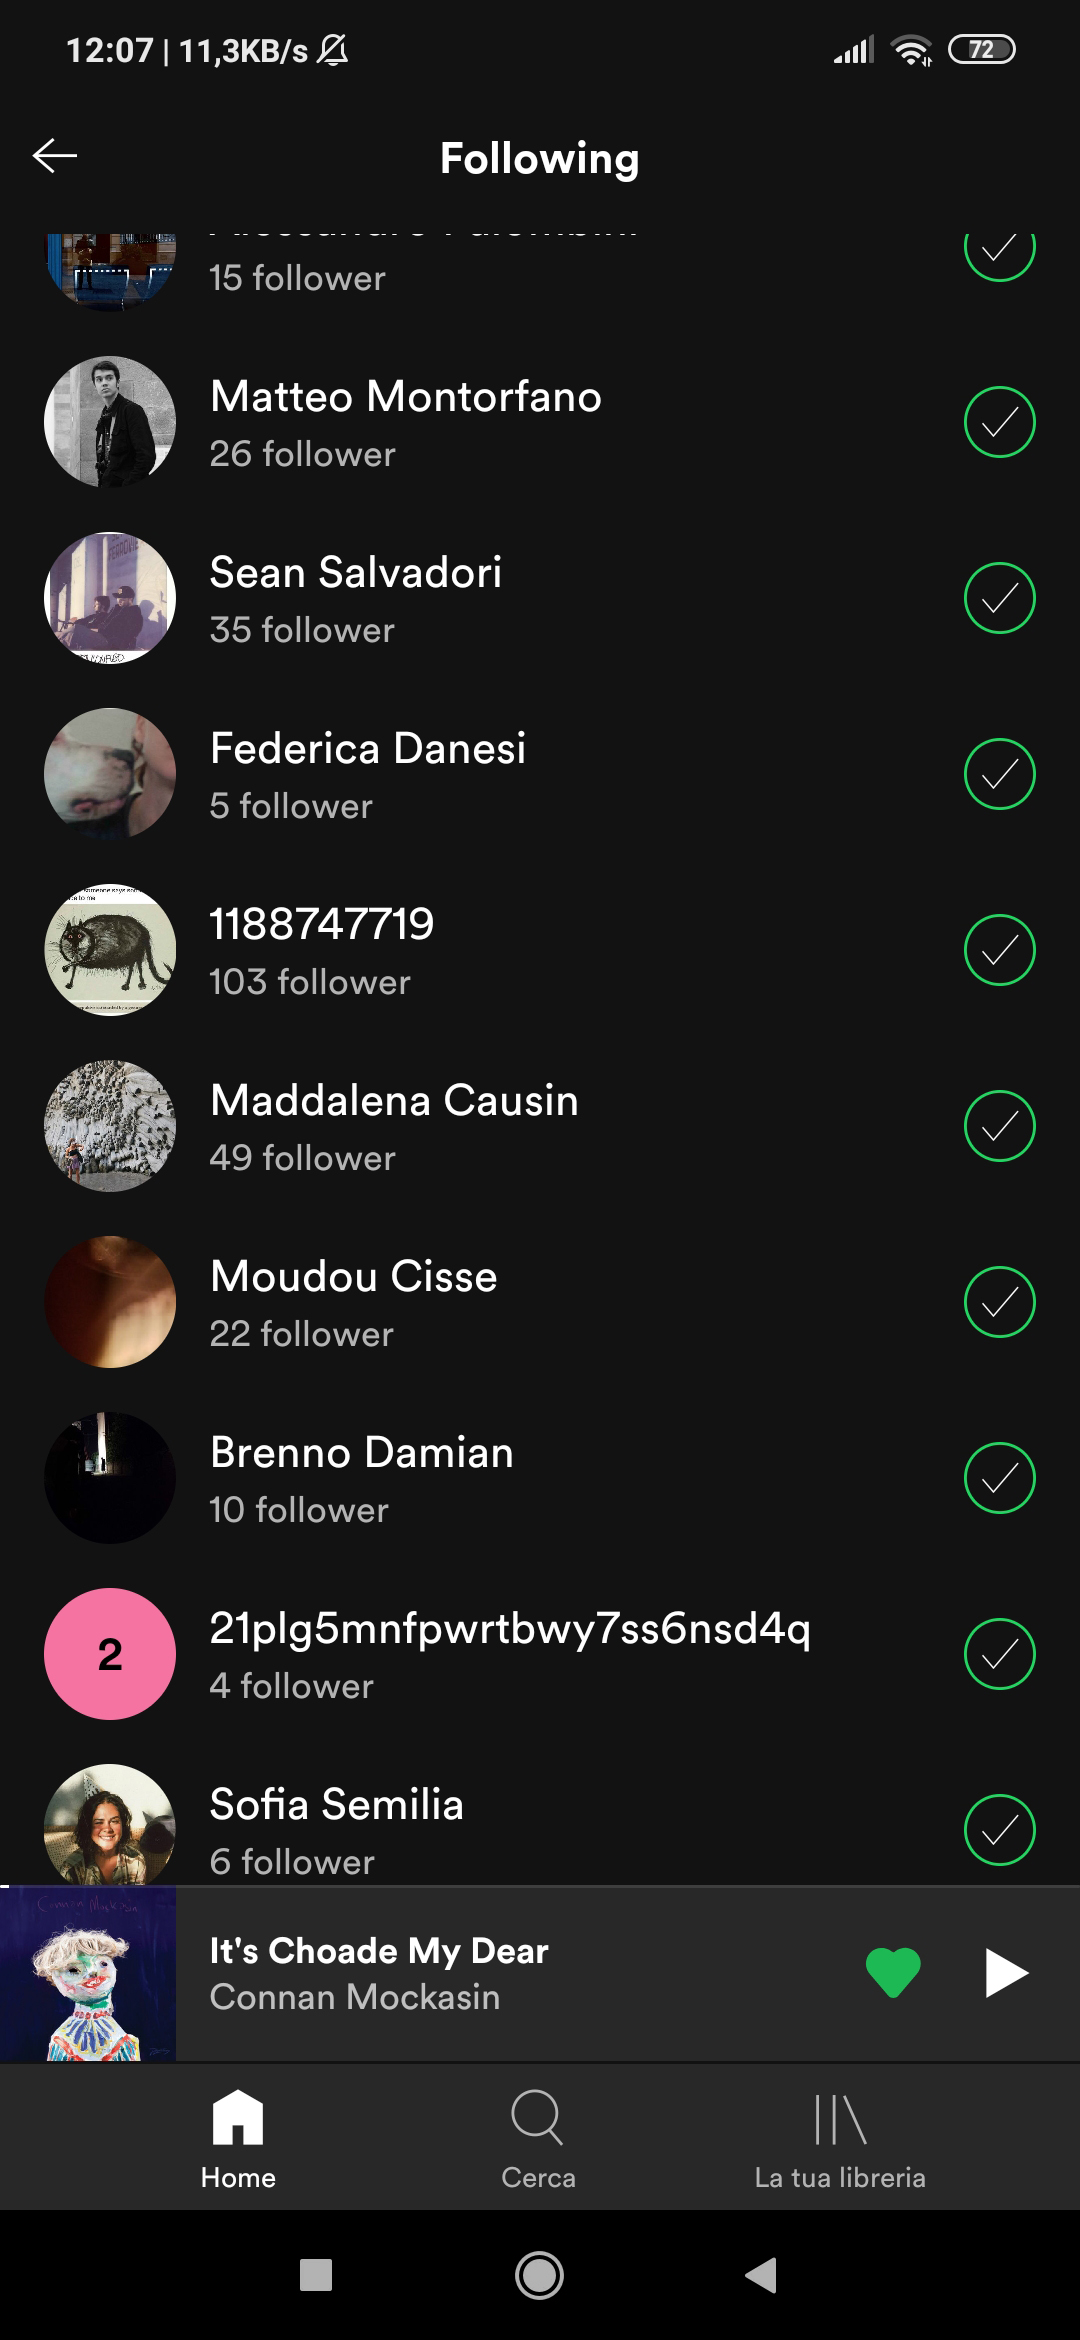 12:07 | 11,3KB/s
72
Following
15 follower
Matteo Montorfano
26 follower
Sean Salvadori
35 follower
Federica Danesi
5 follower
1188747719
103 follower
Maddalena Causin
49 follower
Moudou Cisse
22 follower
Brenno Damian
10 follower
2
21plg5mnfpwrtbwy7ss6nsd4q
4 follower
Sofia Semilia
6 follower
Connan Mockasin
It's Choade My Dear
Connan Mockasin
Home
Cerca
La tua libreria